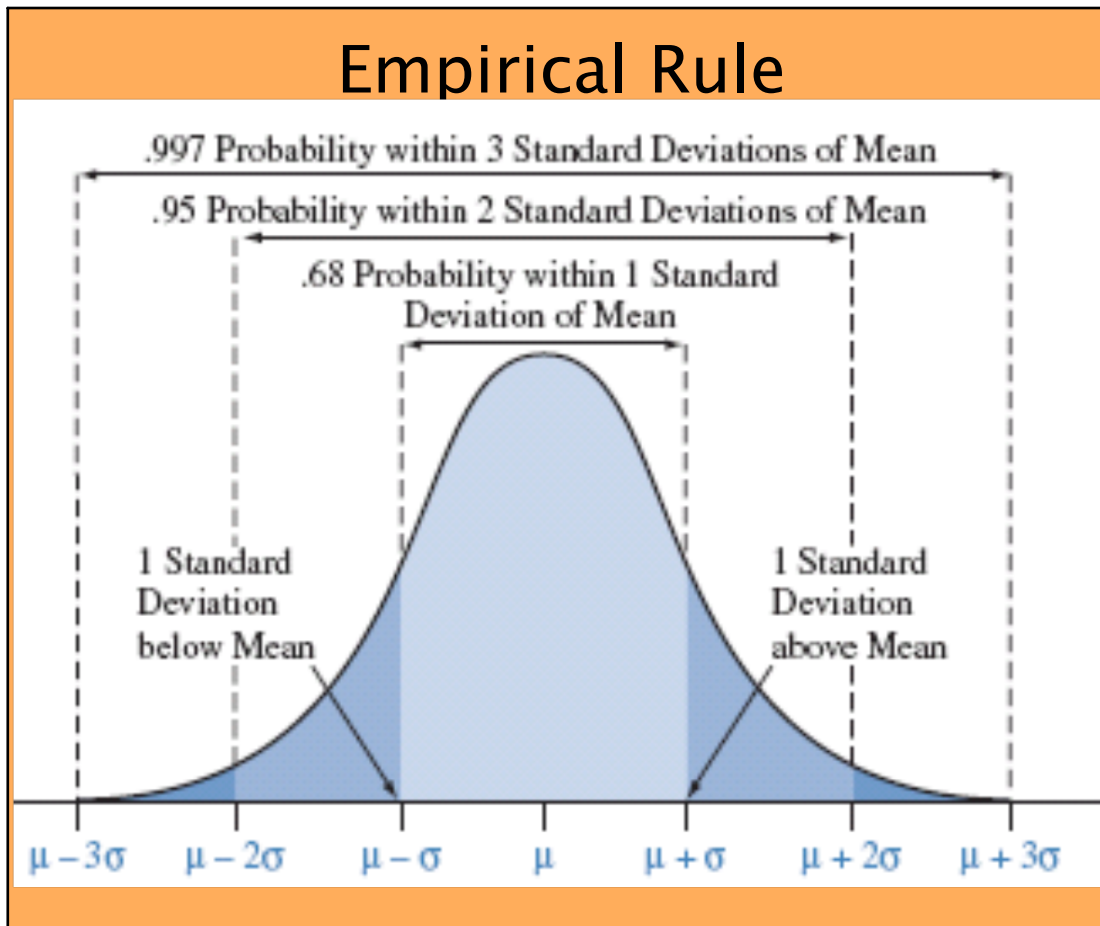 Empirical Rule
.997 Probability within 3 Standard Deviations of Mean
.95 Probability within 2 Standard Deviations of Mean
.68 Probability within 1 Standard
Deviation of Mean
1 Standard
Deviation
below Mean
1 Standard
Deviation
above Mean
μ – 3σ μ – 2σ μ – σ μ μ + σ μ + 2σ μ + 3σ